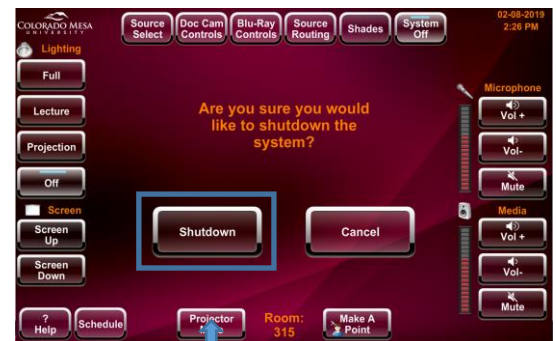 COLORADO MESA
UNIVERSITY
Source
Select
Doc Cam
Controls
Blu-Ray
Controls
Source
Routing
Shades
System
Off
02-08-2019
2:26 PM
Lighting
Full
Lecture
Projection
Off
Screen
Screen
Up
Screen
Down
Are you sure you would
like to shutdown the
system?
Shutdown
Cancel
Microphone
Vol +
Vol-
Mute
Media
Vol +
Vol-
Mute
?
Help
Schedule
Projector
Room:
315
Make A
Point